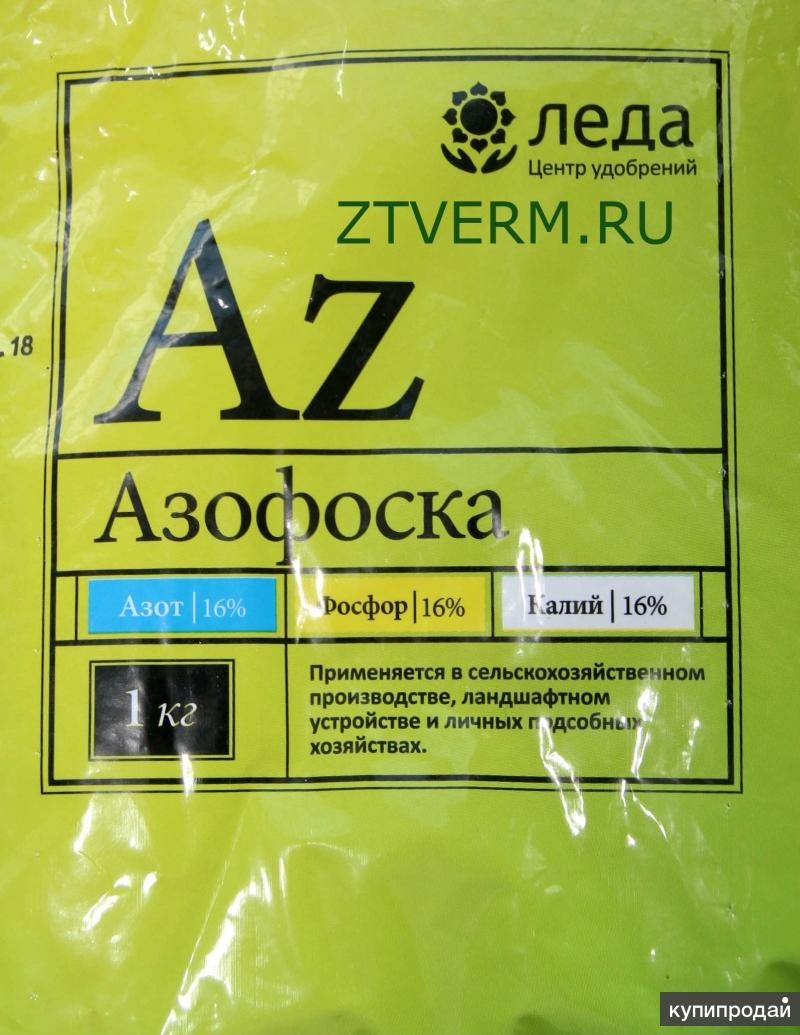 леда
Центр удобрений
ZTVERM.RU
Az
. 18
Азофоска
Азот | 16%
Фосфор | 16%
Калий | 16%
1 кг
Применяется в сельскохозяйственном
производстве, ландшафтном
устройстве и личных подсобных
хозяйствах.
купипродай